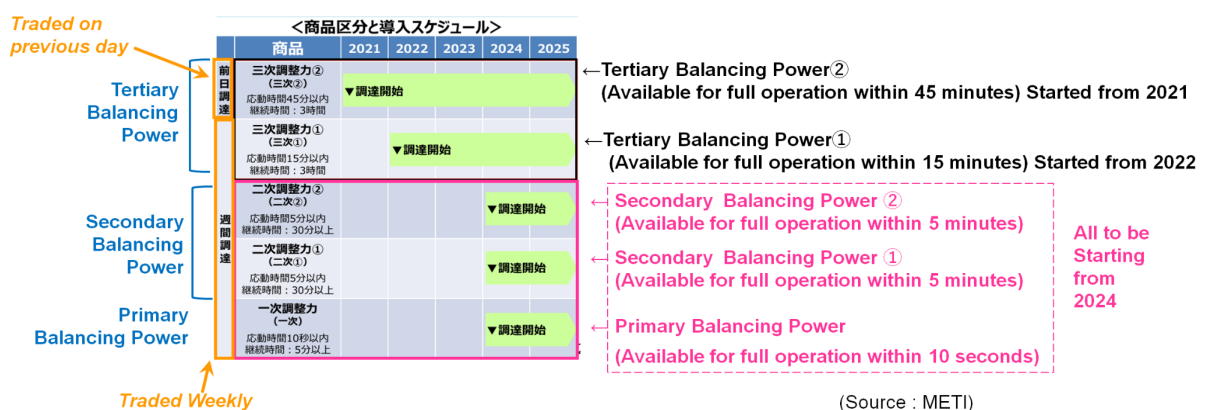 Traded on
previous day
＜商品区分と導入スケジュール＞
商品 2021 2022 2023 2024 2025
前日調達
三次調整力②
（三次②）
応動時間45分以内
継続時間：3時間
▼調達開始
←Tertiary Balancing Power②
(Available for full operation within 45 minutes) Started from 2021
Tertiary
Balancing
Power
三次調整力①
（三次①）
応動時間15分以内
継続時間：3時間
▼調達開始
←Tertiary Balancing Power①
(Available for full operation within 15 minutes) Started from 2022
週間調達
二次調整力②
（二次②）
応動時間5分以内
継続時間：30分以上
▼調達開始
←Secondary Balancing Power ②
(Available for full operation within 5 minutes)
Secondary
Balancing
Power
二次調整力①
（二次①）
応動時間5分以内
継続時間：30分以上
▼調達開始
←Secondary Balancing Power ①
(Available for full operation within 5 minutes)
All to be
Starting
from
2024
Primary
Balancing Power
一次調整力
（一次）
応動時間10秒以内
継続時間：5分以上
▼調達開始
←Primary Balancing Power
(Available for full operation within 10 seconds)
Traded Weekly
(Source : METI)